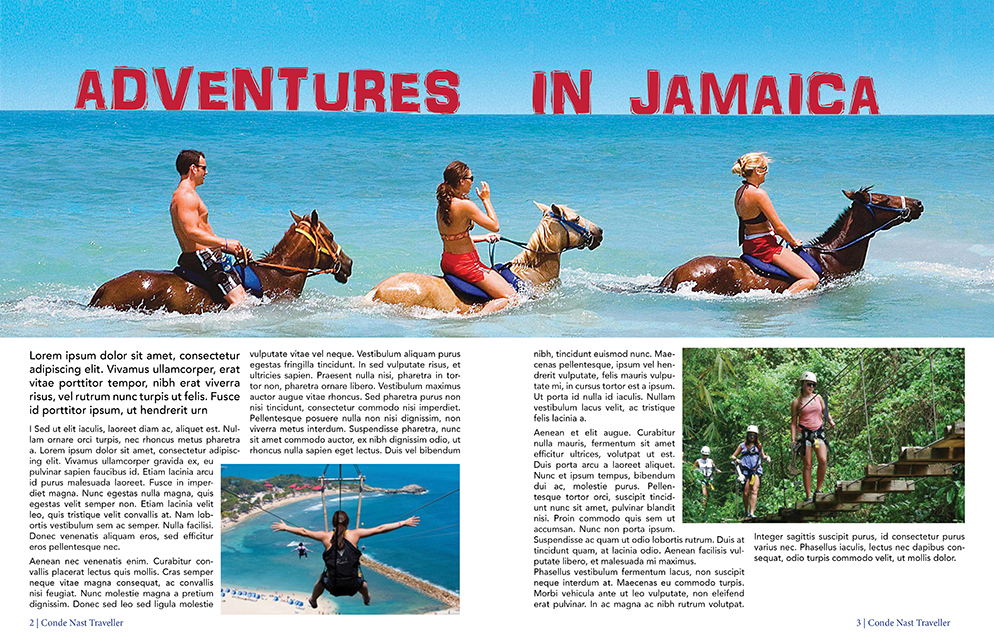 ADVENTURES IN JAMAICA
Lorem ipsum dolor sit amet, consectetur
adipiscing elit. Vivamus ullamcorper, erat
vitae porttitor tempor, nibh erat viverra
risus, vel rutrum nunc turpis ut felis. Fusce
id porttitor ipsum, ut hendrerit urn
I Sed ut elit iaculis, laoreet diam ac, aliquet est. Nul-
lam ornare orci turpis, nec rhoncus metus pharetra
a. Lorem ipsum dolor sit amet, consectetur adipisc-
ing elit. Vivamus ullamcorper gravida ex, eu
pulvinar sapien faucibus id. Etiam lacinia arcu
id purus malesuada laoreet. Fusce in imper-
diet magna. Nunc egestas nulla magna, quis
egestas velit semper non. Etiam lacinia velit
leo, quis tristique velit convallis at. Nam lob-
ortis vestibulum sem ac semper. Nulla facilisi.
Donec venenatis aliquam eros, sed efficitur
eros pellentesque nec.
Aenean nec venenatis enim. Curabitur con-
vallis placerat lectus quis mollis. Cras semper
neque vitae magna consequat, ac convallis
nisi feugiat. Nunc molestie magna a pretium
dignissim. Donec sed leo sed ligula molestie
vulputate vitae vel neque. Vestibulum aliquam purus
egestas fringilla tincidunt. In sed vulputate risus, et
ultricies sapien. Praesent nulla nisi, pharetra in tor-
tor non, pharetra ornare libero. Vestibulum maximus
auctor augue vitae rhoncus. Sed pharetra purus non
nisi tincidunt, consectetur commodo nisi imperdiet.
Pellentesque posuere nulla non nisi dignissim, non
viverra metus interdum. Suspendisse pharetra, nunc
sit amet commodo auctor, ex nibh dignissim odio, ut
rhoncus nulla sapien eget lectus. Duis vel bibendum
nibh, tincidunt euismod nunc. Mae-
cenas pellentesque, ipsum vel hen-
drerit vulputate, felis mauris vulpu-
tate mi, in cursus tortor est a ipsum.
Ut porta id nulla id iaculis. Nullam
vestibulum lacus velit, ac tristique
felis lacinia a.
Aenean et elit augue. Curabitur
nulla mauris, fermentum sit amet
efficitur ultrices, volutpat ut est.
Duis porta arcu a laoreet aliquet.
Nunc et ipsum tempus, bibendum
dui ac, molestie purus. Pellen-
tesque tortor orci, suscipit tincid-
unt nunc sit amet, pulvinar blandit
nisi. Proin commodo quis sem ut
accumsan. Nunc non porta ipsum.
Suspendisse ac quam ut odio lobortis rutrum. Duis at
tincidunt quam, at lacinia odio. Aenean facilisis vul-
putate libero, et malesuada mi maximus.
Phasellus vestibulum fermentum lacus, non suscipit
neque interdum at. Maecenas eu commodo turpis.
Morbi vehicula ante ut leo vulputate, non eleifend
erat pulvinar. In ac magna ac nibh rutrum volutpat.
Integer sagittis suscipit purus, id consectetur purus
varius nec. Phasellus iaculis, lectus nec dapibus con-
sequat, odio turpis commodo velit, ut mollis dolor.
2 | Conde Nast Traveller
3 | Conde Nast Traveller